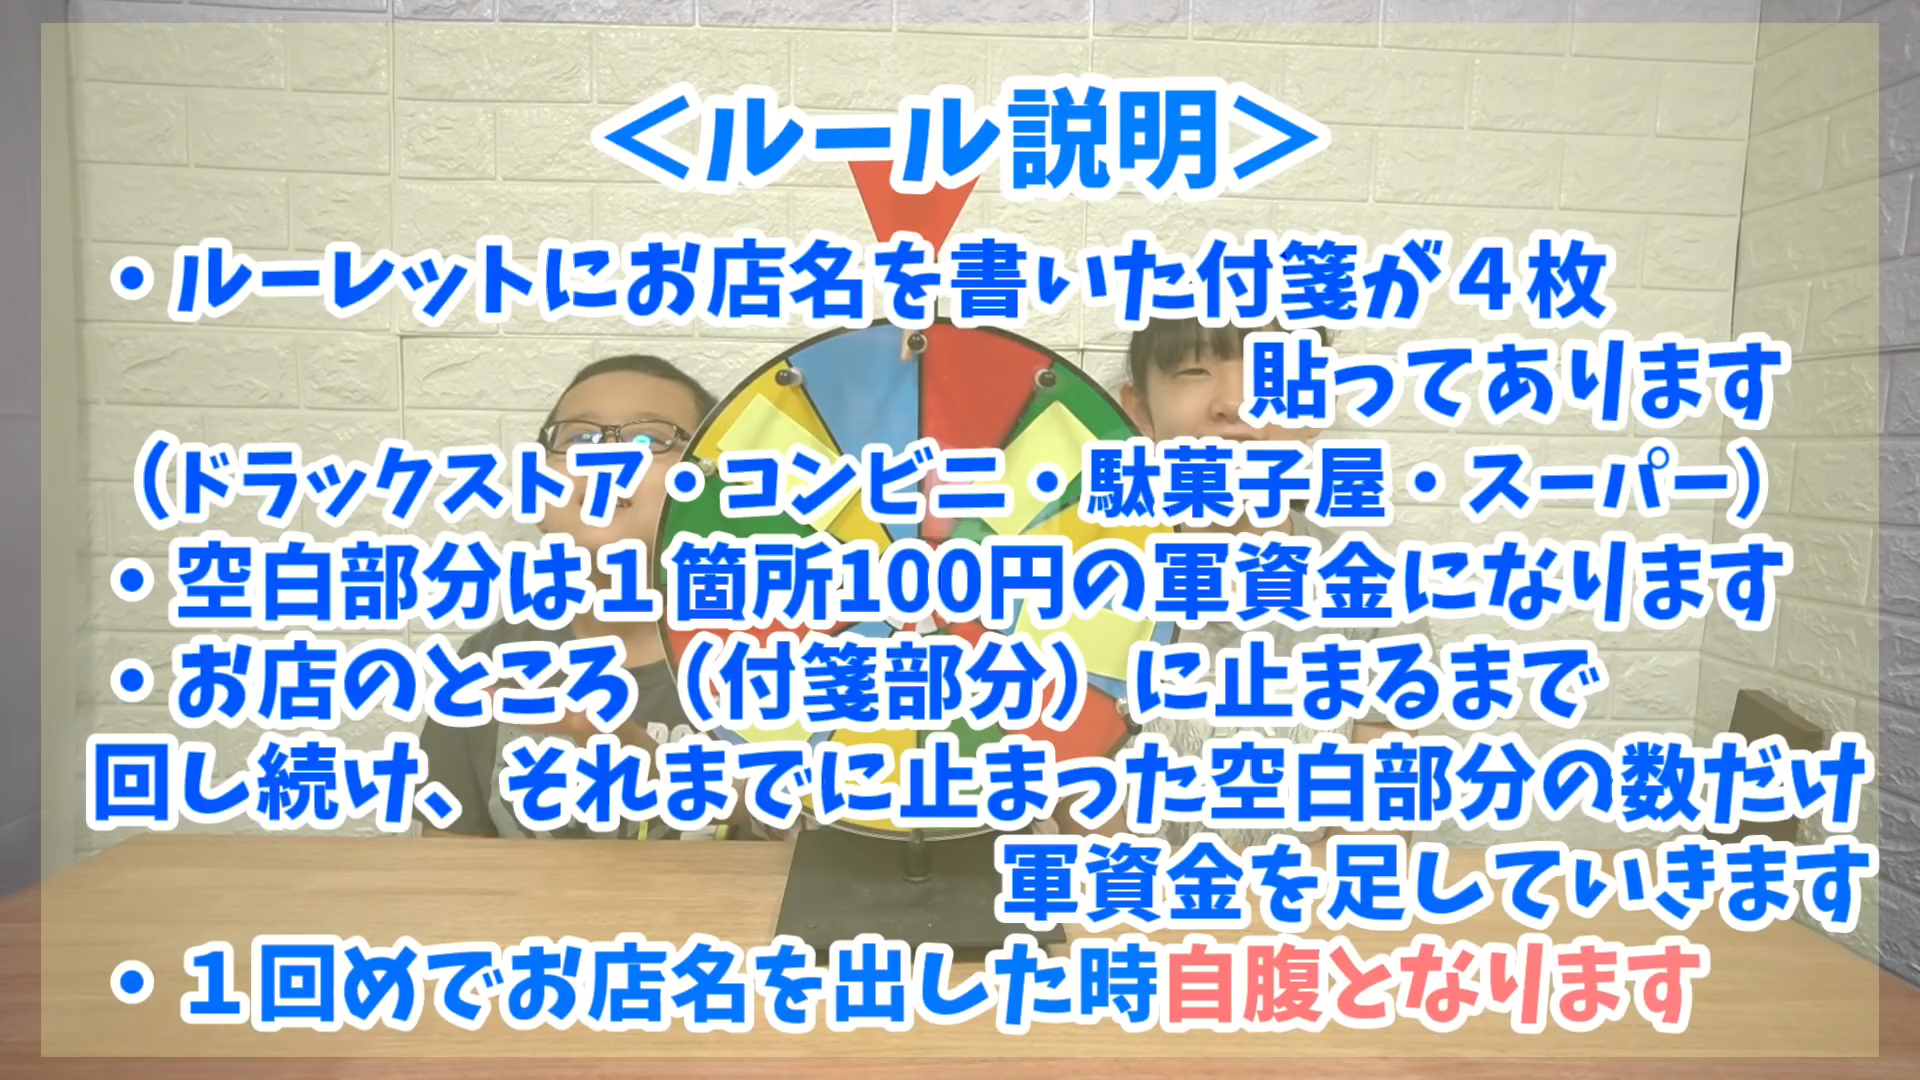 ＜ルール説明＞
・ルーレットにお店名を書いた付箋が４枚
貼ってあります
（ドラックストア・コンビニ・駄菓子屋・スーパー）
・空白部分は１箇所100円の軍資金になります
・お店のところ（付箋部分）に止まるまで
回し続け、それまでに止まった空白部分の数だけ
軍資金を足していきます
・１回めでお店名を出した時自腹となります